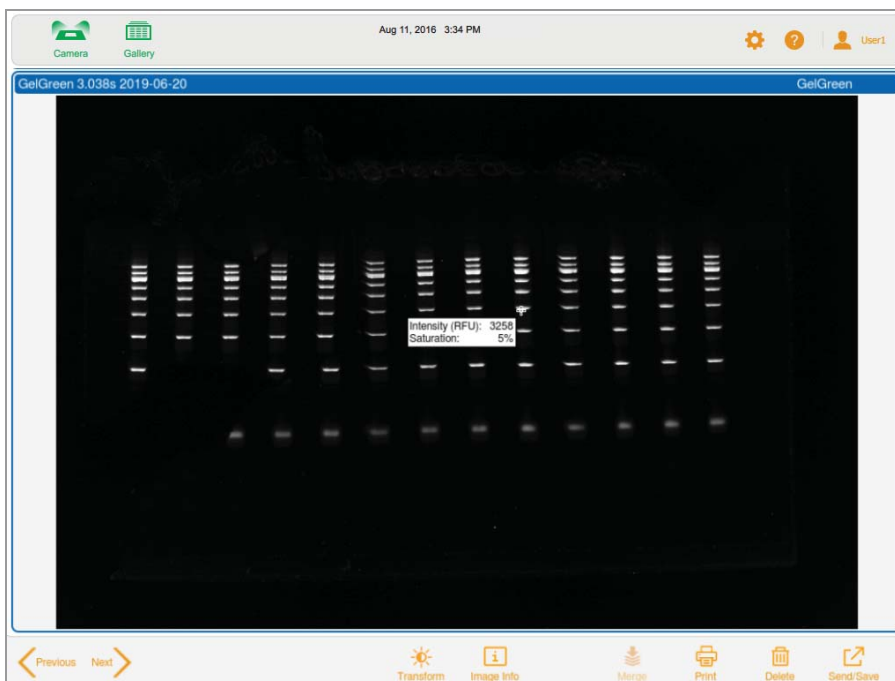 Aug 11, 2016 3:34 PM
Camera
Gallery
User1
GelGreen 3.038s 2019-06-20 GelGreen
Intensity (RFU): 3258
Saturation: 5%
Previous Next
Transform
Image Info
Merge
Print
Delete
Send/Save